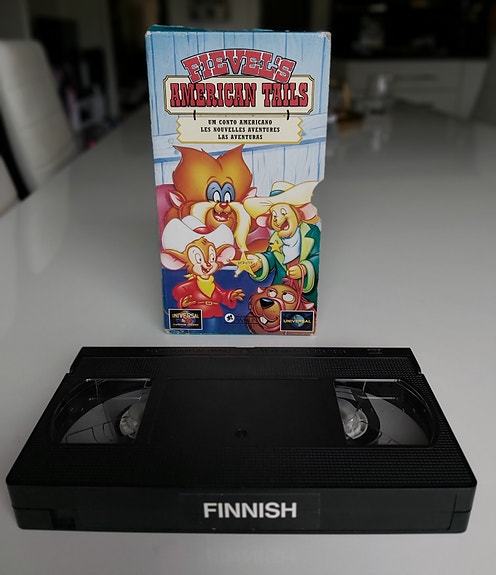 FIEVEL'S
AMERICAN TAILS
UM CONTO AMERICANO
LES NOUVELLES AVENTURES
LAS AVENTURAS
UNIVERSAL
UNIVERSAL
FINNISH